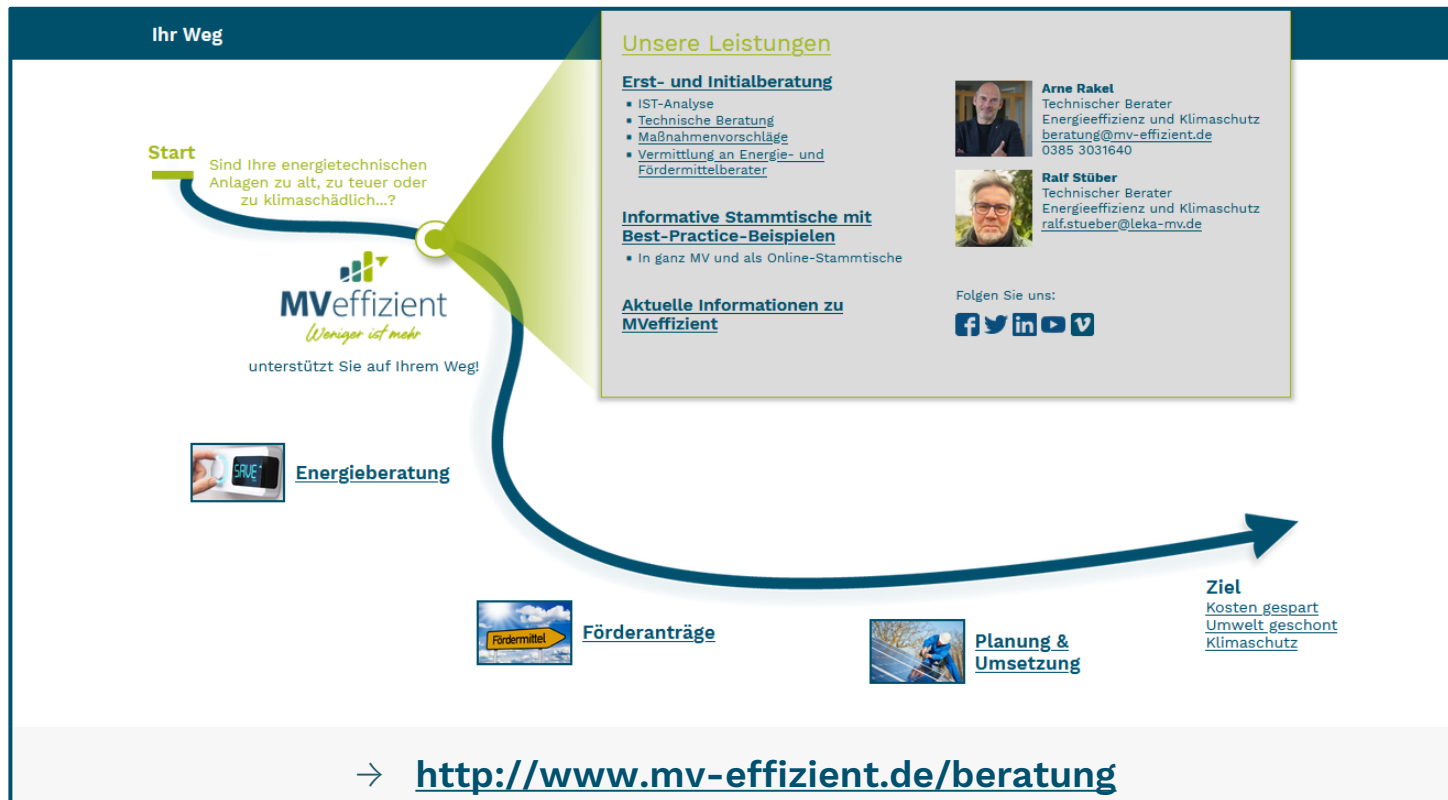 Ihr Weg
Start
Sind Ihre energietechnischen
Anlagen zu alt, zu teuer oder
zu klimaschädlich...?
MVeffizient
Weniger ist mehr
unterstützt Sie auf Ihrem Weg!
Unsere Leistungen
Erst- und Initialberatung
▪ IST-Analyse
▪ Technische Beratung
▪ Maßnahmenvorschläge
▪ Vermittlung an Energie- und
Fördermittelberater
Informative Stammtische mit
Best-Practice-Beispielen
▪ In ganz MV und als Online-Stammtische
Aktuelle Informationen zu
MVeffizient
Arne Rakel
Technischer Berater
Energieeffizienz und Klimaschutz
beratung@mv-effizient.de
0385 3031640
Ralf Stüber
Technischer Berater
Energieeffizienz und Klimaschutz
ralf.stueber@leka-mv.de
Folgen Sie uns:
SAVE
Energieberatung
Fördermittel
Förderanträge
Planung &
Umsetzung
Ziel
Kosten gespart
Umwelt geschont
Klimaschutz
→ http://www.mv-effizient.de/beratung